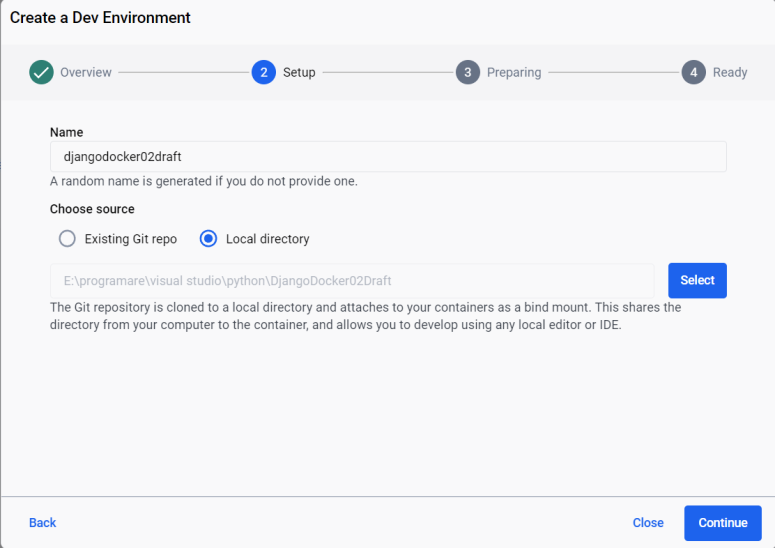 Create a Dev Environment
Overview
2 Setup
3 Preparing
4 Ready
Name
djangodocker02draft
A random name is generated if you do not provide one.
Choose source
Existing Git repo
Local directory
E:\programare\visual studio\python\DjangoDocker02Draft
Select
The Git repository is cloned to a local directory and attaches to your containers as a bind mount. This shares the
directory from your computer to the container, and allows you to develop using any local editor or IDE.
Back
Close
Continue